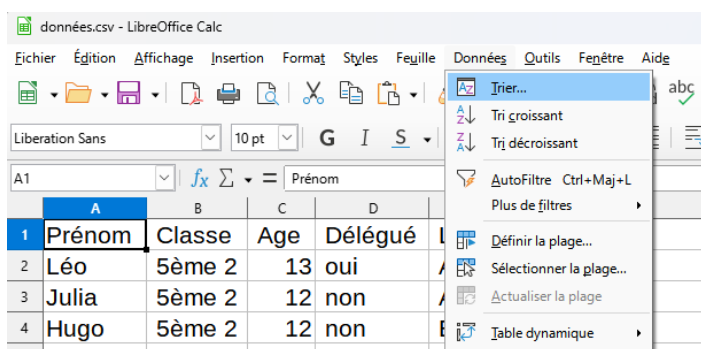 données.csv - LibreOffice Calc
Fichier Édition Affichage Insertion Format Styles Feuille Données Outils Fenêtre Aide
Trier...
abc
Tri croissant
Liberation Sans 10 pt G I S Tri décroissant
A1 fx Σ = Prénom AutoFiltre Ctrl+Maj+L
Plus de filtres
A B C D
1 Prénom Classe Age Délégué L Définir la plage...
2 Léo 5ème 2 13 oui Sélectionner la plage...
3 Julia 5ème 2 12 non Actualiser la plage
4 Hugo 5ème 2 12 non Table dynamique